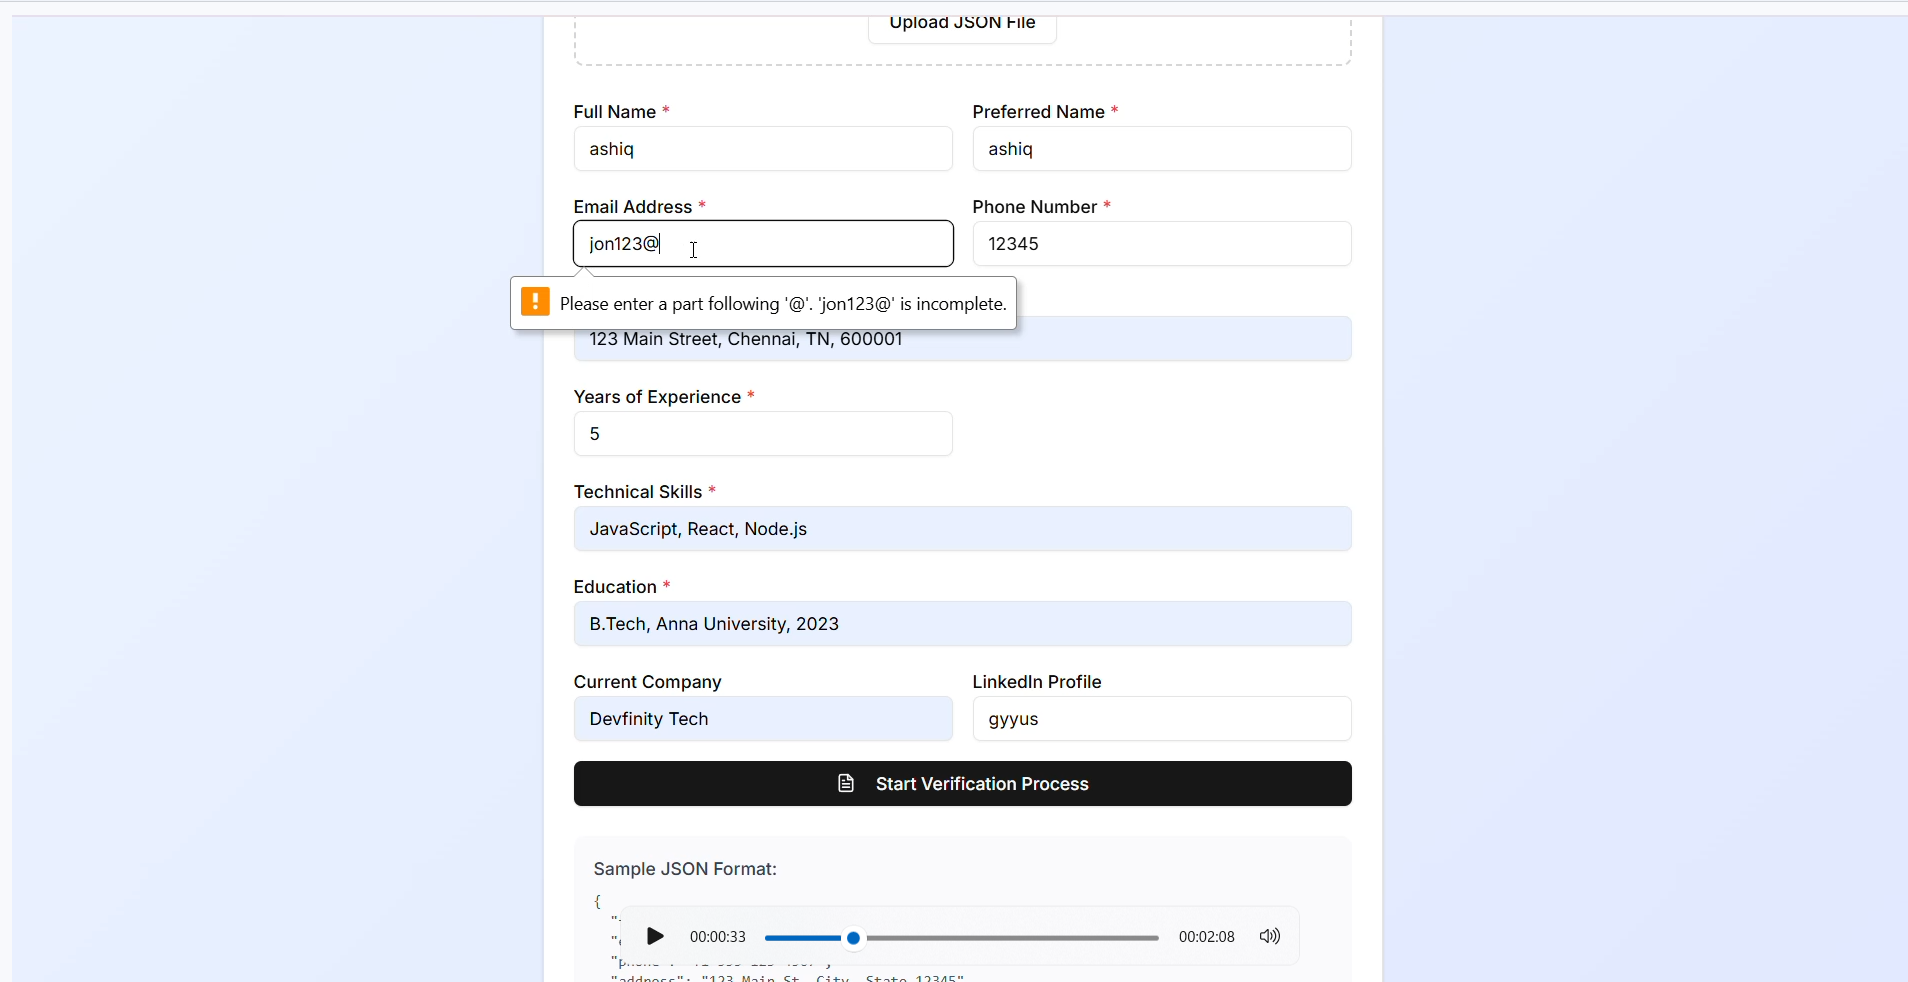 Upload JSON File
Full Name *
Preferred Name *
ashiq
ashiq
Email Address *
Phone Number *
jon123@
12345
Please enter a part following '@'. 'jon123@' is incomplete.
123 Main Street, Chennai, TN, 600001
Years of Experience *
5
Technical Skills *
JavaScript, React, Node.js
Education *
B.Tech, Anna University, 2023
Current Company
LinkedIn Profile
Devfinity Tech
gyyus
Start Verification Process
Sample JSON Format:
{
00:00:33
00:02:08
"address": "123 Main St, City, State 12345"